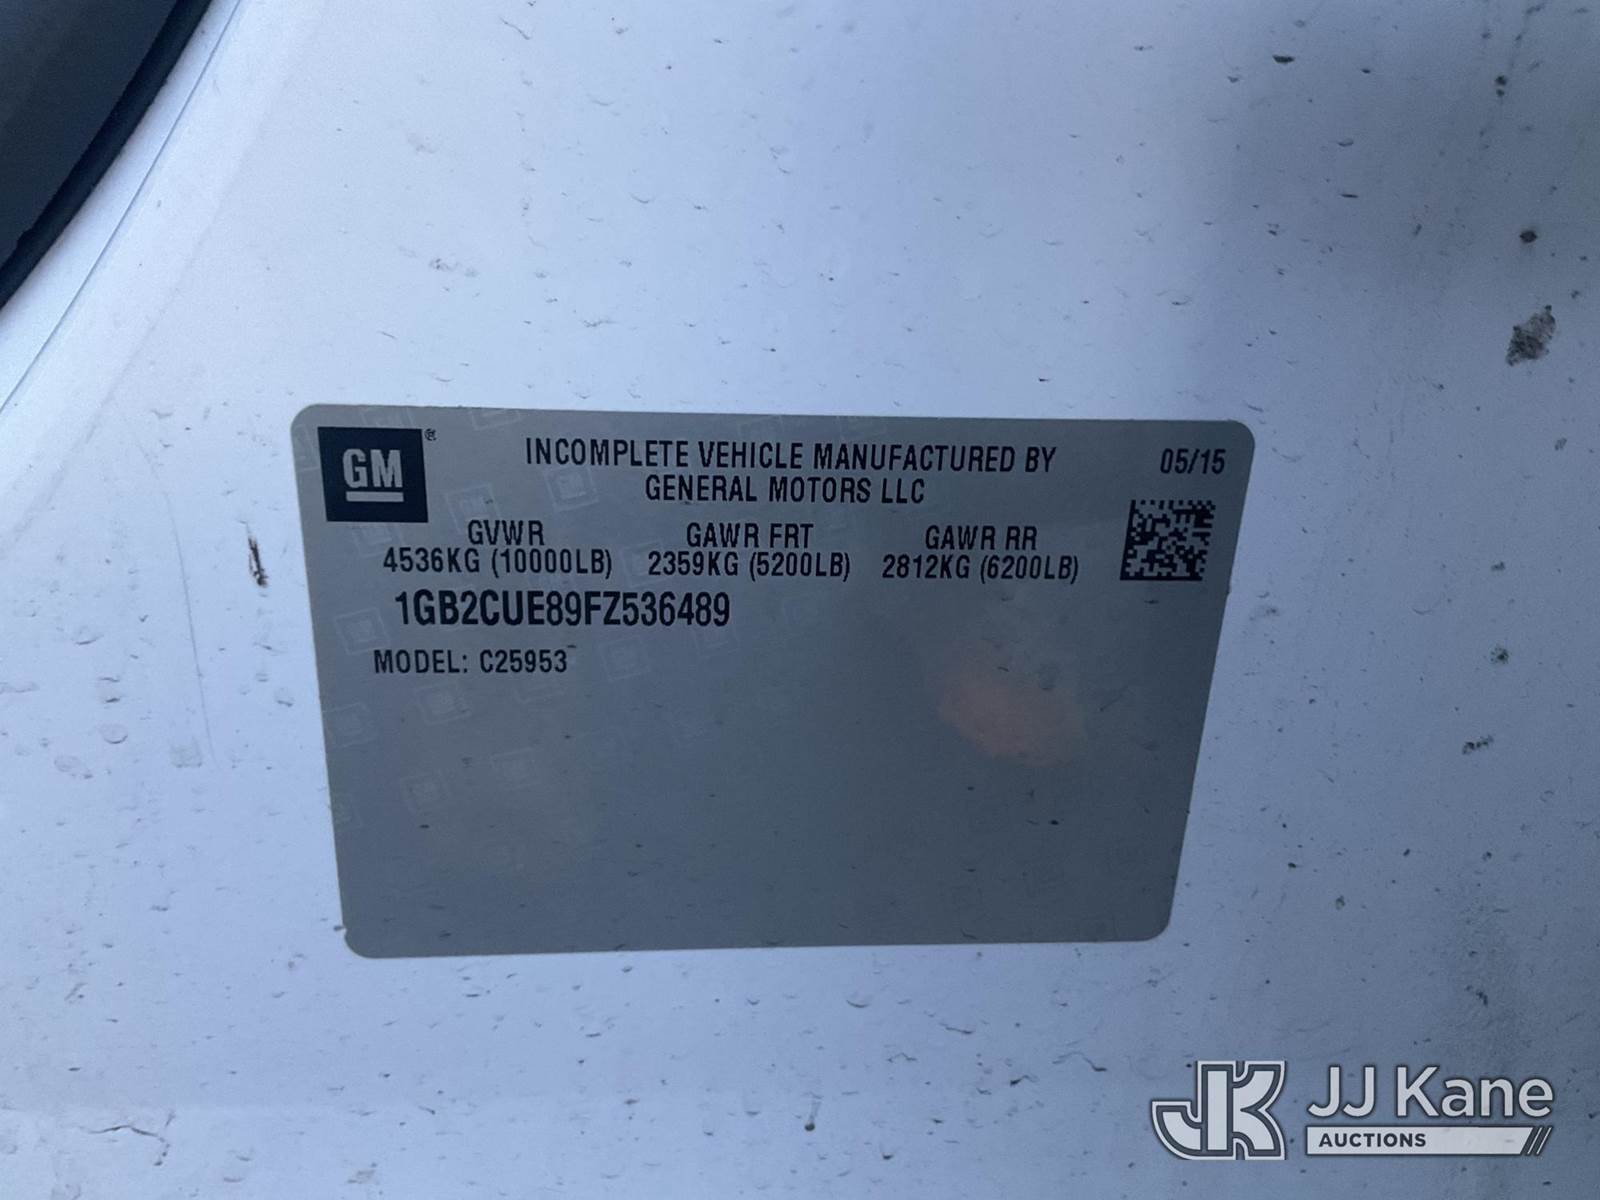 GM ®
INCOMPLETE VEHICLE MANUFACTURED BY
GENERAL MOTORS LLC
05/15
GVWR
4536KG (10000LB)
GAWR FRT
2359KG (5200LB)
GAWR RR
2812KG (6200LB)
1GB2CUE89FZ536489
MODEL: C25953
JK
JJ Kane
AUCTIONS